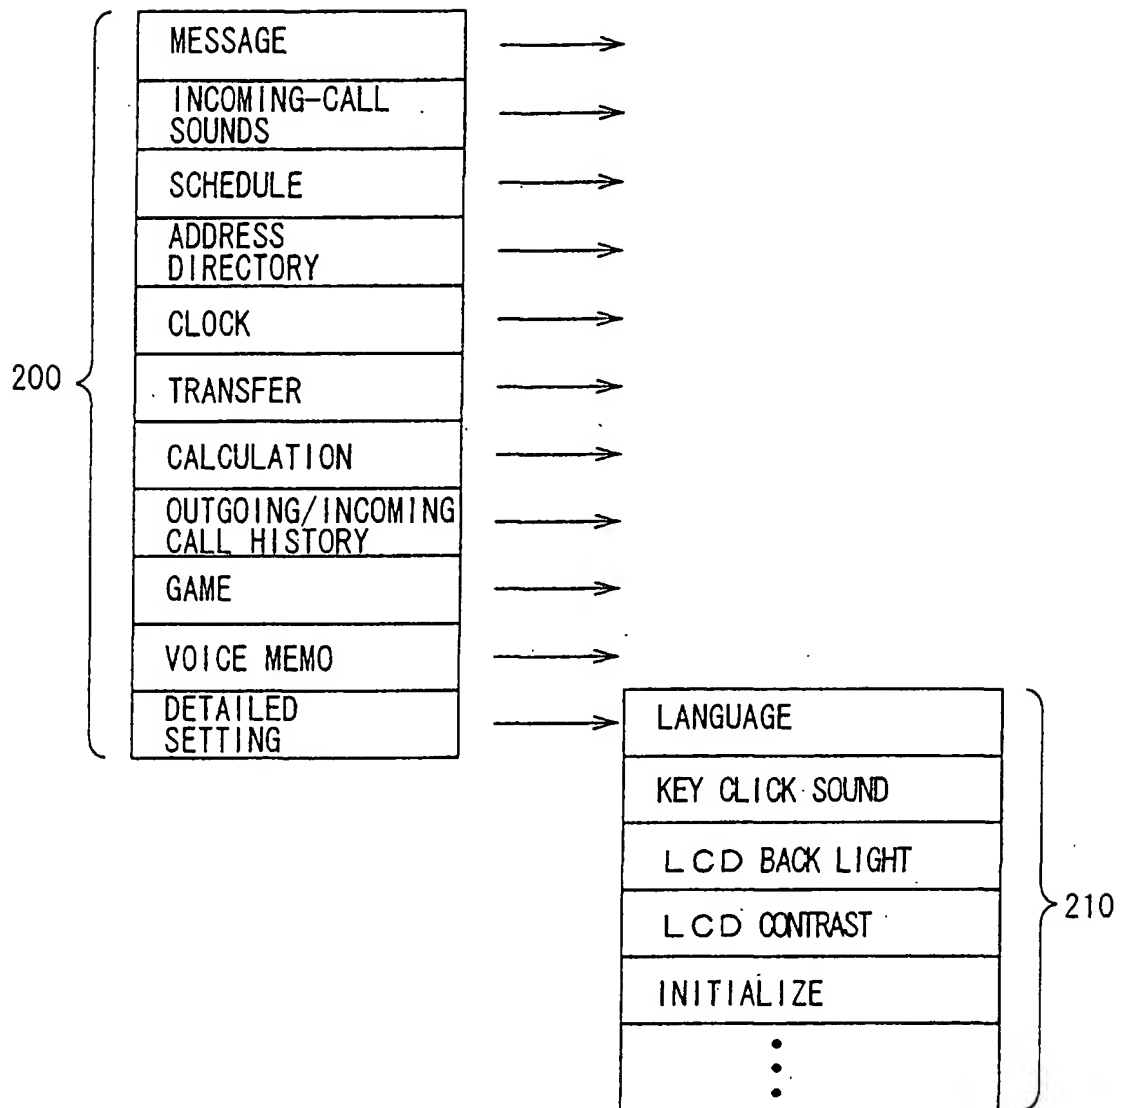 MESSAGE
INCOMING-CALL
SOUNDS
SCHEDULE
ADDRESS
DIRECTORY
CLOCK
200
TRANSFER
CALCULATION
OUTGOING/INCOMING
CALL HISTORY
GAME
VOICE MEMO
DETAILED
SETTING
LANGUAGE
KEY CLICK SOUND
LCD BACK LIGHT
LCD CONTRAST
210
INITIALIZE